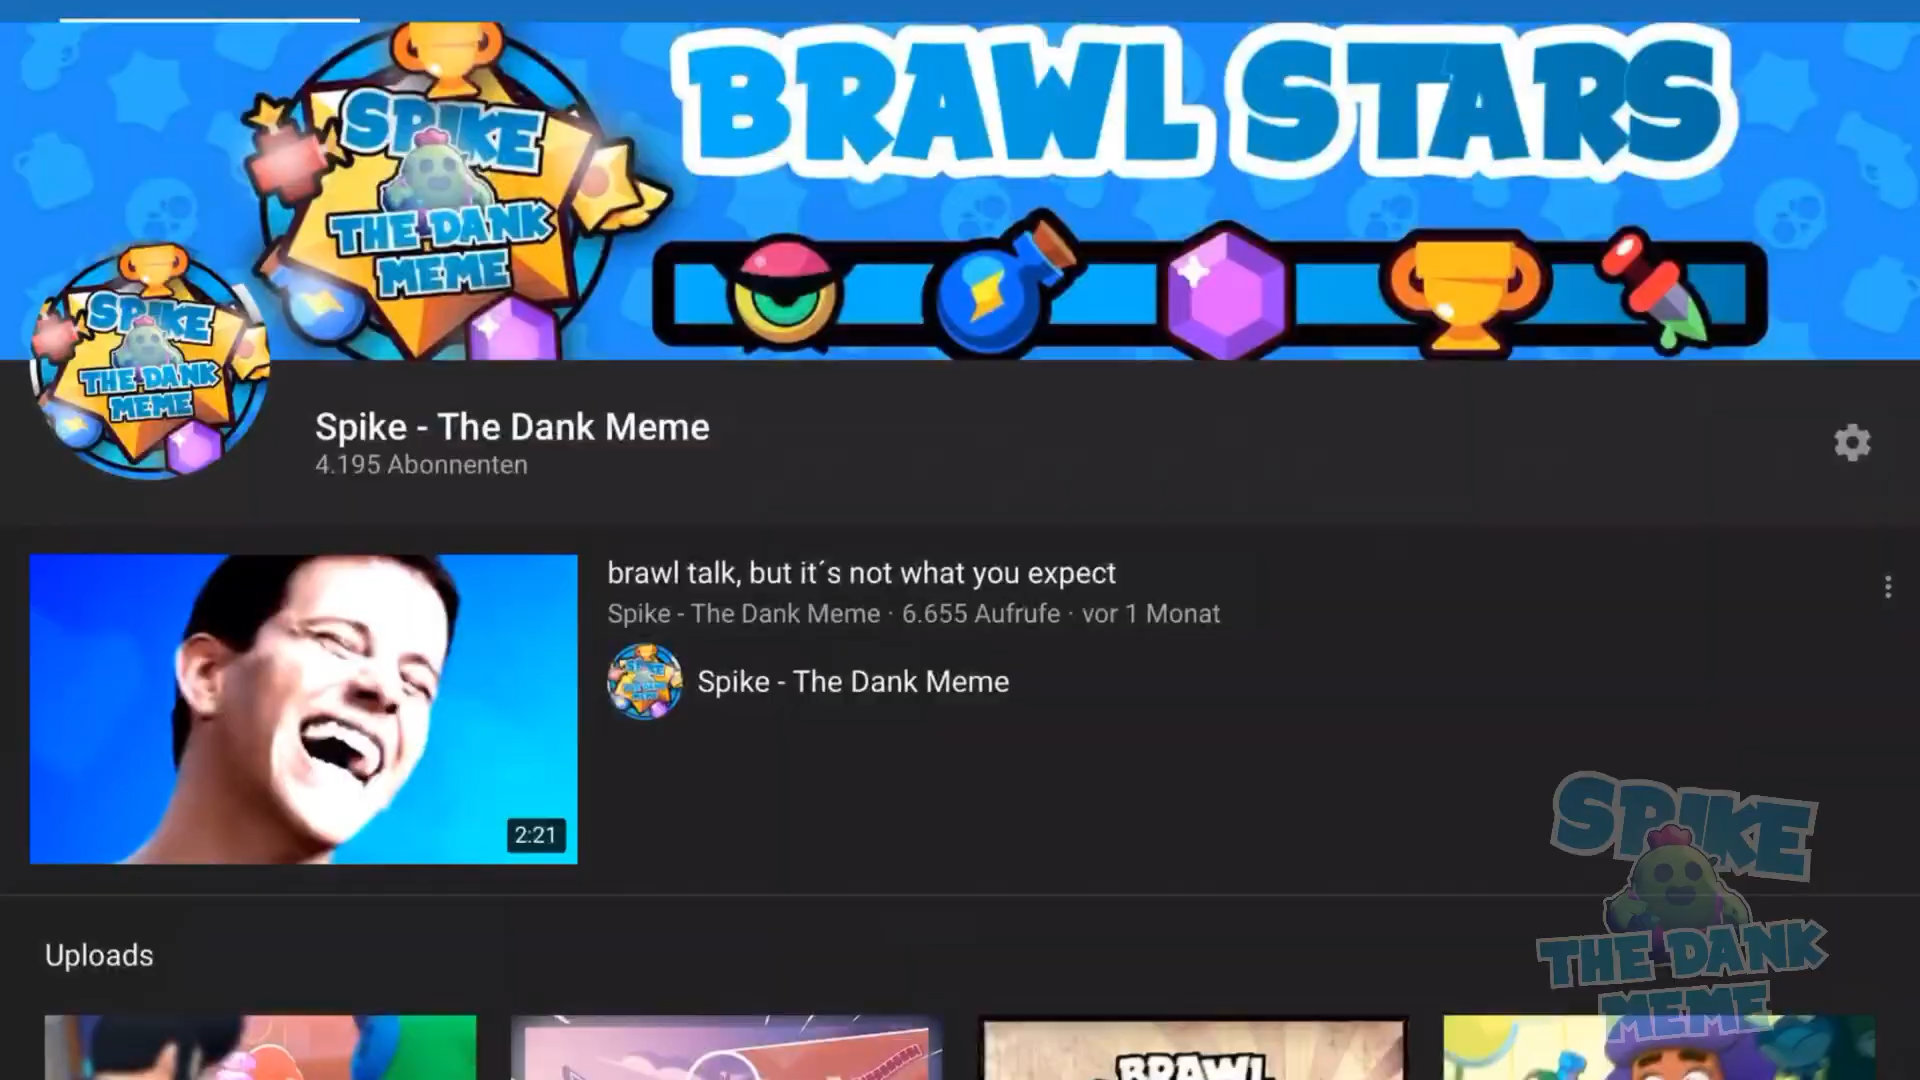 BRAWL STARS
SPIKE
THE DANK
MEME
SPIKE
THE DANK
MEME
Spike - The Dank Meme
4.195 Abonnenten
brawl talk, but it´s not what you expect
Spike - The Dank Meme · 6.655 Aufrufe · vor 1 Monat
Spike - The Dank Meme
2:21
SPIKE
THE DANK
MEME
Uploads
BRAWL